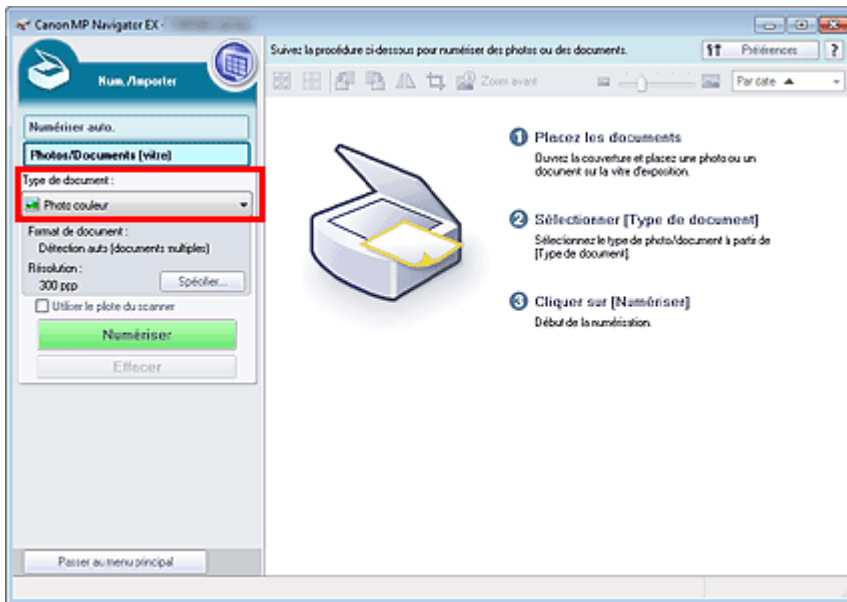 Canon MP Navigator EX -
Num./Importer
Numériser auto.
Photos/Documents (vitre)
Type de document :
Photo couleur
Format de document :
Détection auto (documents multiples)
Résolution :
300 ppp
Spécifier...
Utiliser le pilote du scanner
Numériser
Effacer
Passer au menu principal
Suivez la procédure ci-dessous pour numériser des photos ou des documents.
Préférences
?
Zoom avant
Par date
1 Placez les documents
Ouvrez la couverture et placez une photo ou un
document sur la vitre d'exposition.
2 Sélectionner [Type de document]
Sélectionnez le type de photo/document à partir de
[Type de document].
3 Cliquer sur [Numériser]
Début de la numérisation.